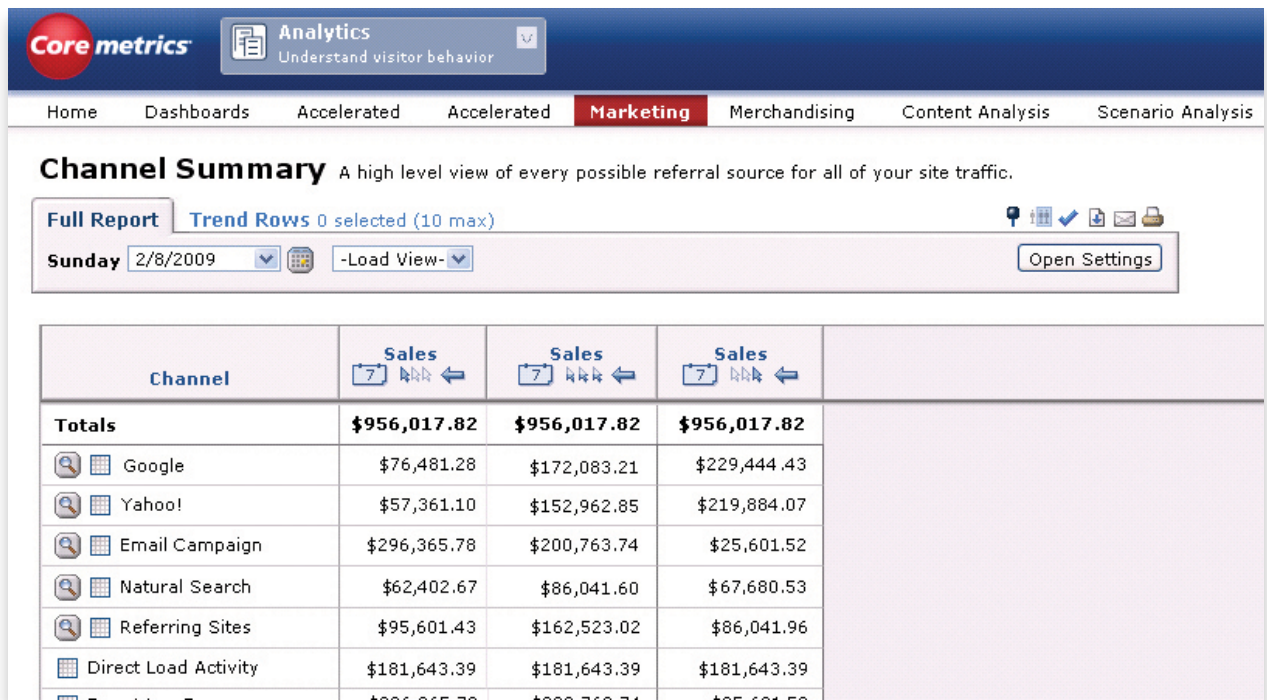 Coremetrics
Analytics
Understand visitor behavior
Home Dashboards Accelerated Accelerated Marketing Merchandising Content Analysis Scenario Analysis
Channel Summary A high level view of every possible referral source for all of your site traffic.
Full Report Trend Rows 0 selected (10 max)
Sunday 2/8/2009 -Load View- Open Settings
Channel Sales Sales Sales
7 7 7
Totals $956,017.82 $956,017.82 $956,017.82
Google $76,481.28 $172,083.21 $229,444.43
Yahoo! $57,361.10 $152,962.85 $219,884.07
Email Campaign $296,365.78 $200,763.74 $25,601.52
Natural Search $62,402.67 $86,041.60 $67,680.53
Referring Sites $95,601.43 $162,523.02 $86,041.96
Direct Load Activity $181,643.39 $181,643.39 $181,643.39